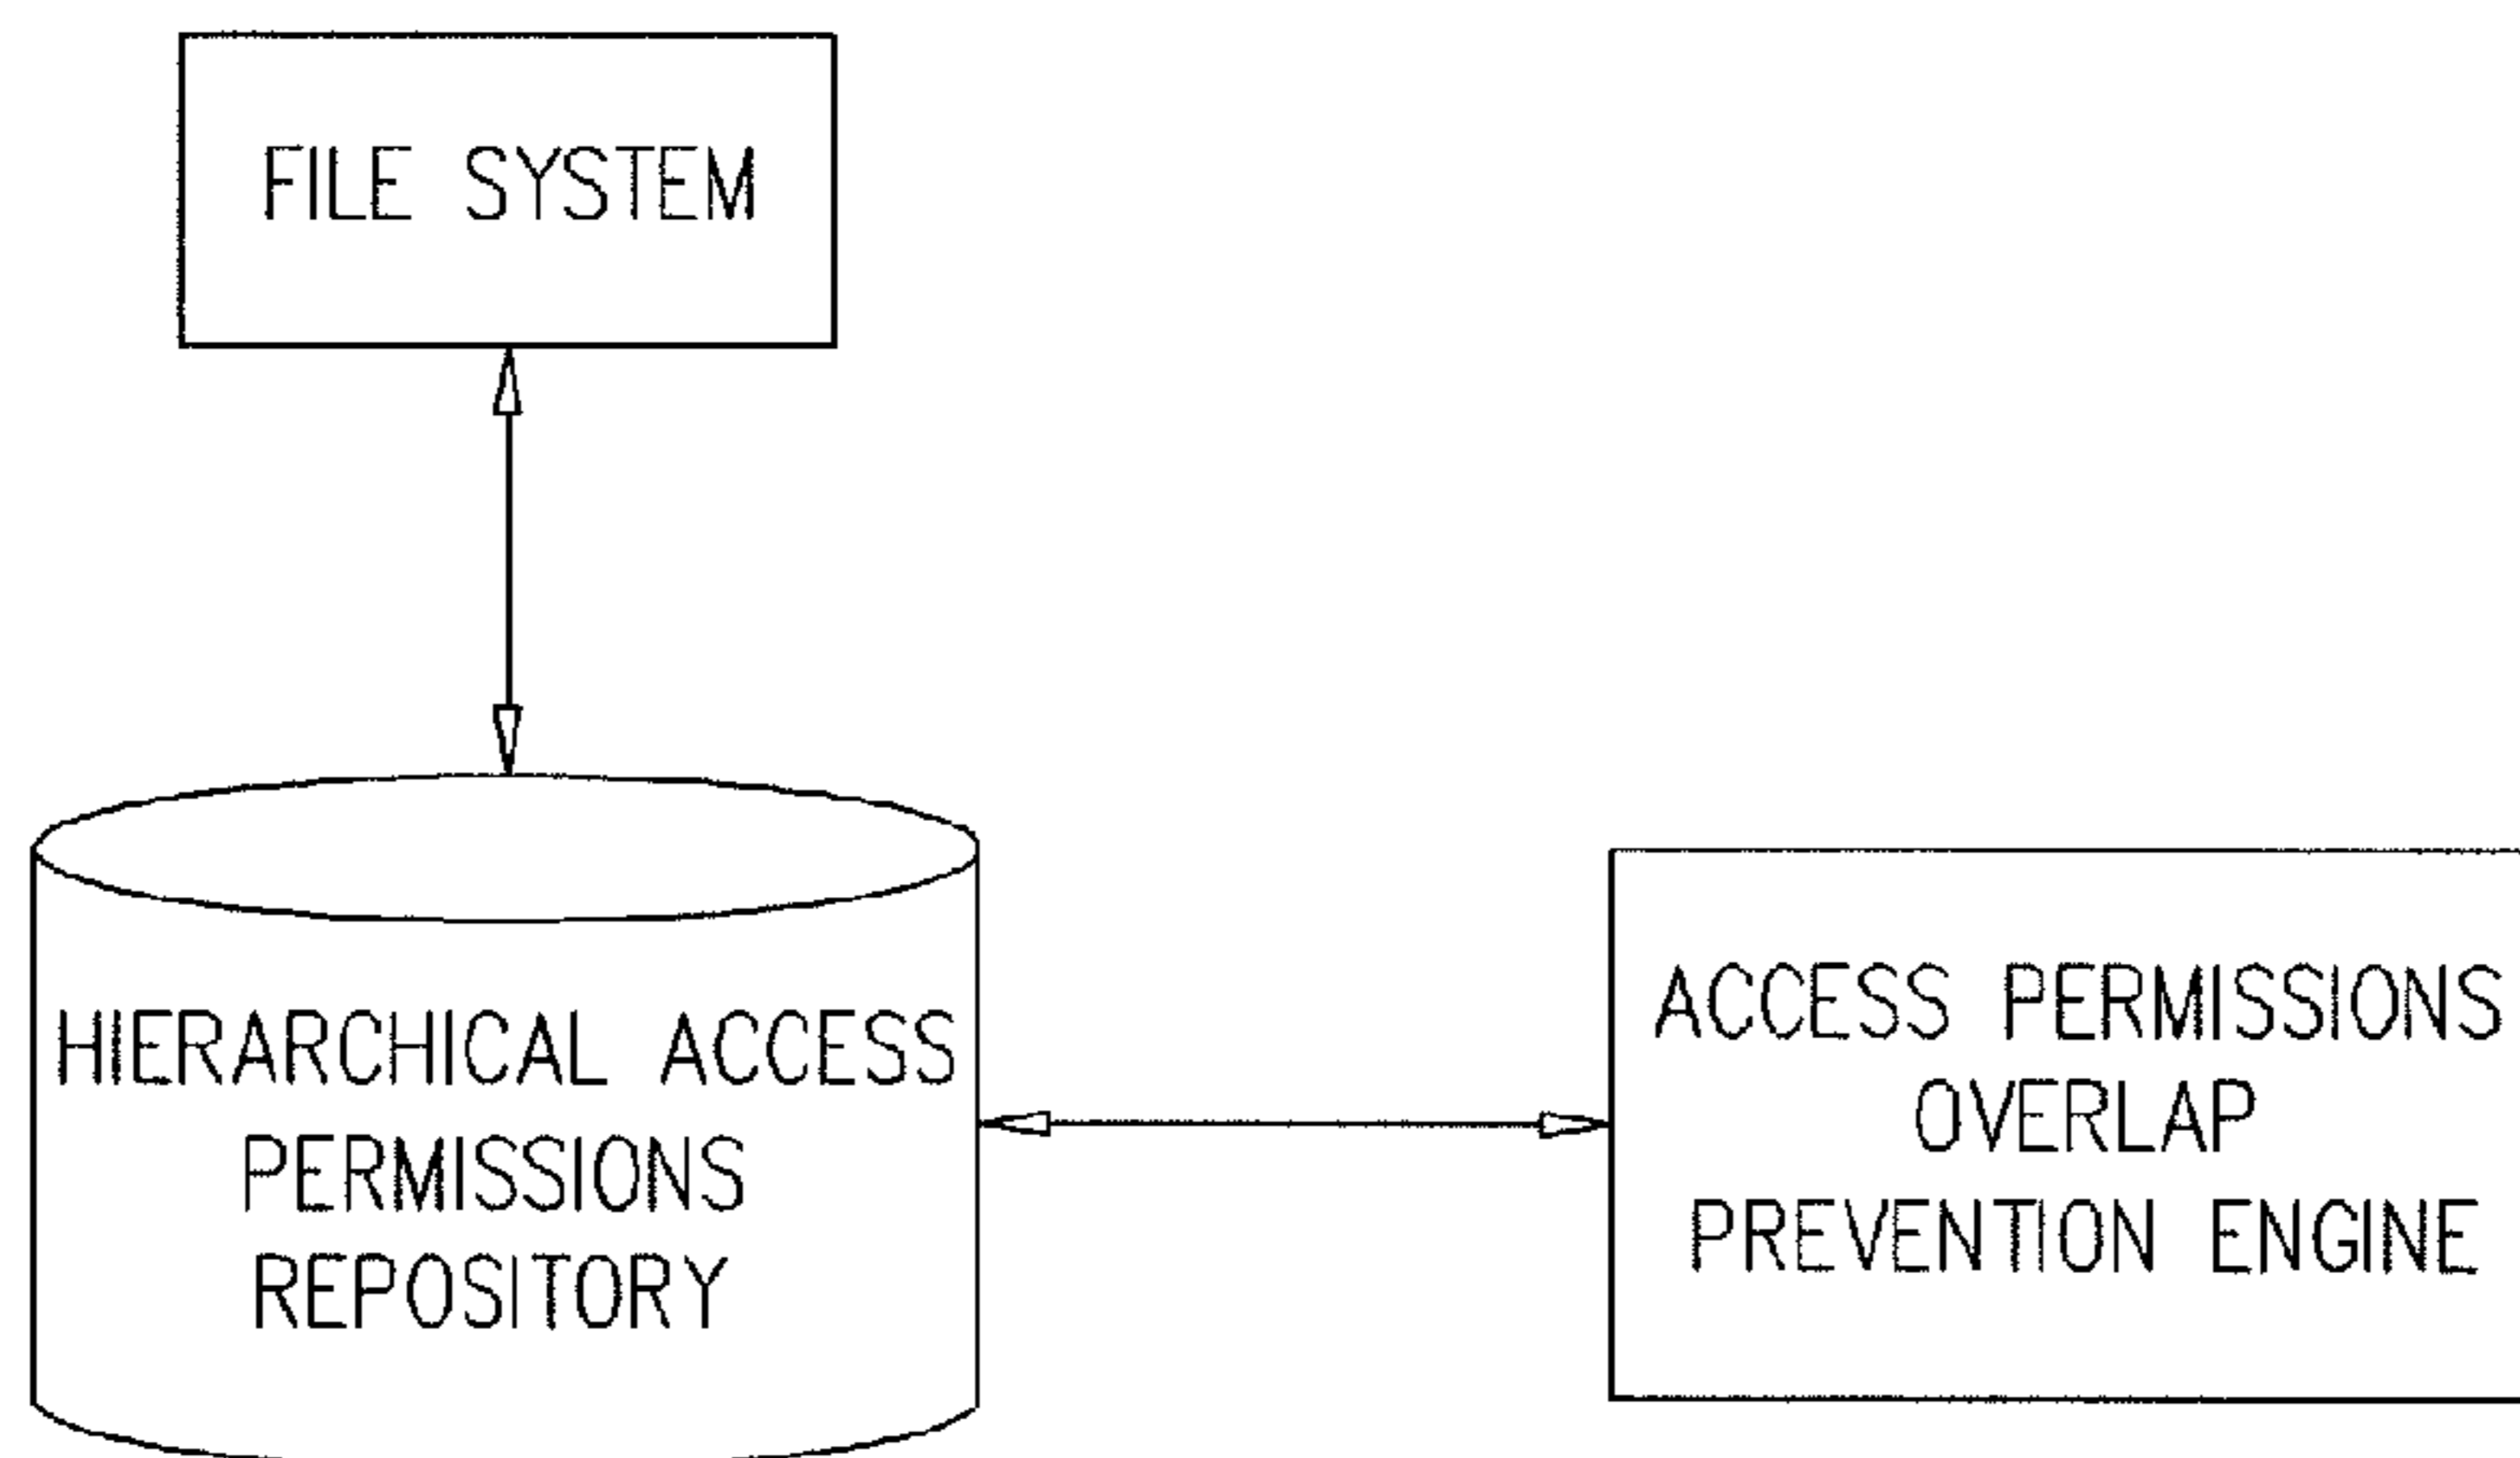 FILE SYSTEM
HIERARCHICAL ACCESS
PERMISSIONS
REPOSITORY
ACCESS PERMISSIONS
OVERLAP
PREVENTION ENGINE